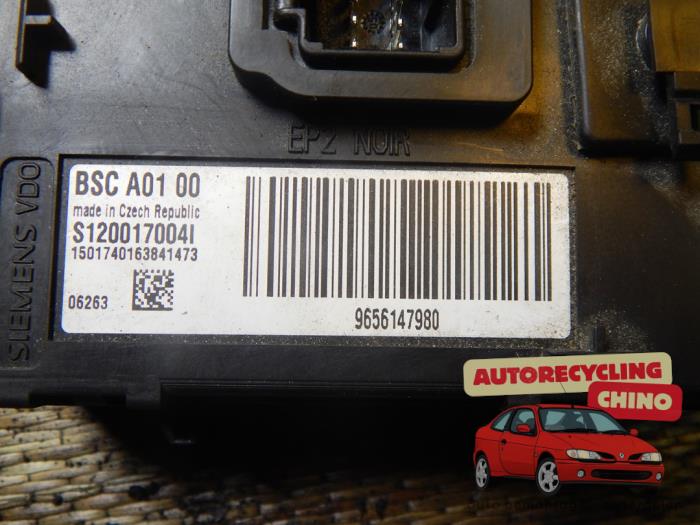 EP2 NOIR
SIEMENS VDO
BSC A01 00
made in Czech Republic
S120017004I
1501740163841473
06263
9656147980
AUTORECYCLING
CHINO